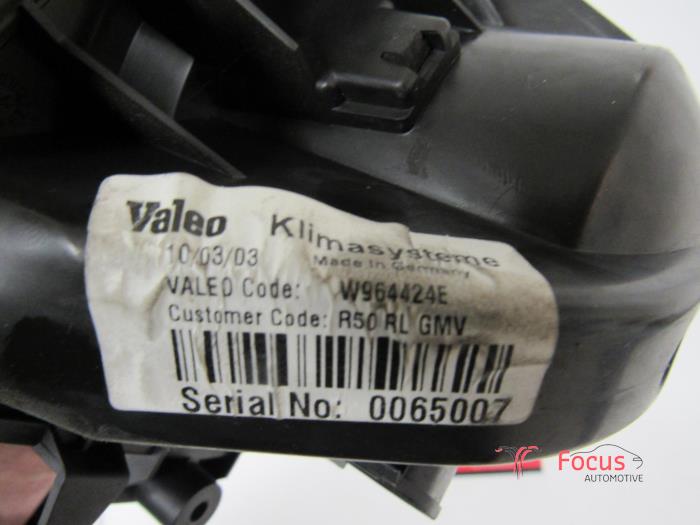 Valeo Klimasysteme
10/03/03 Made in Germany
VALEO Code: W964424E
Customer Code: R50 RL GMV
Serial No: 0065007
Focus
AUTOMOTIVE